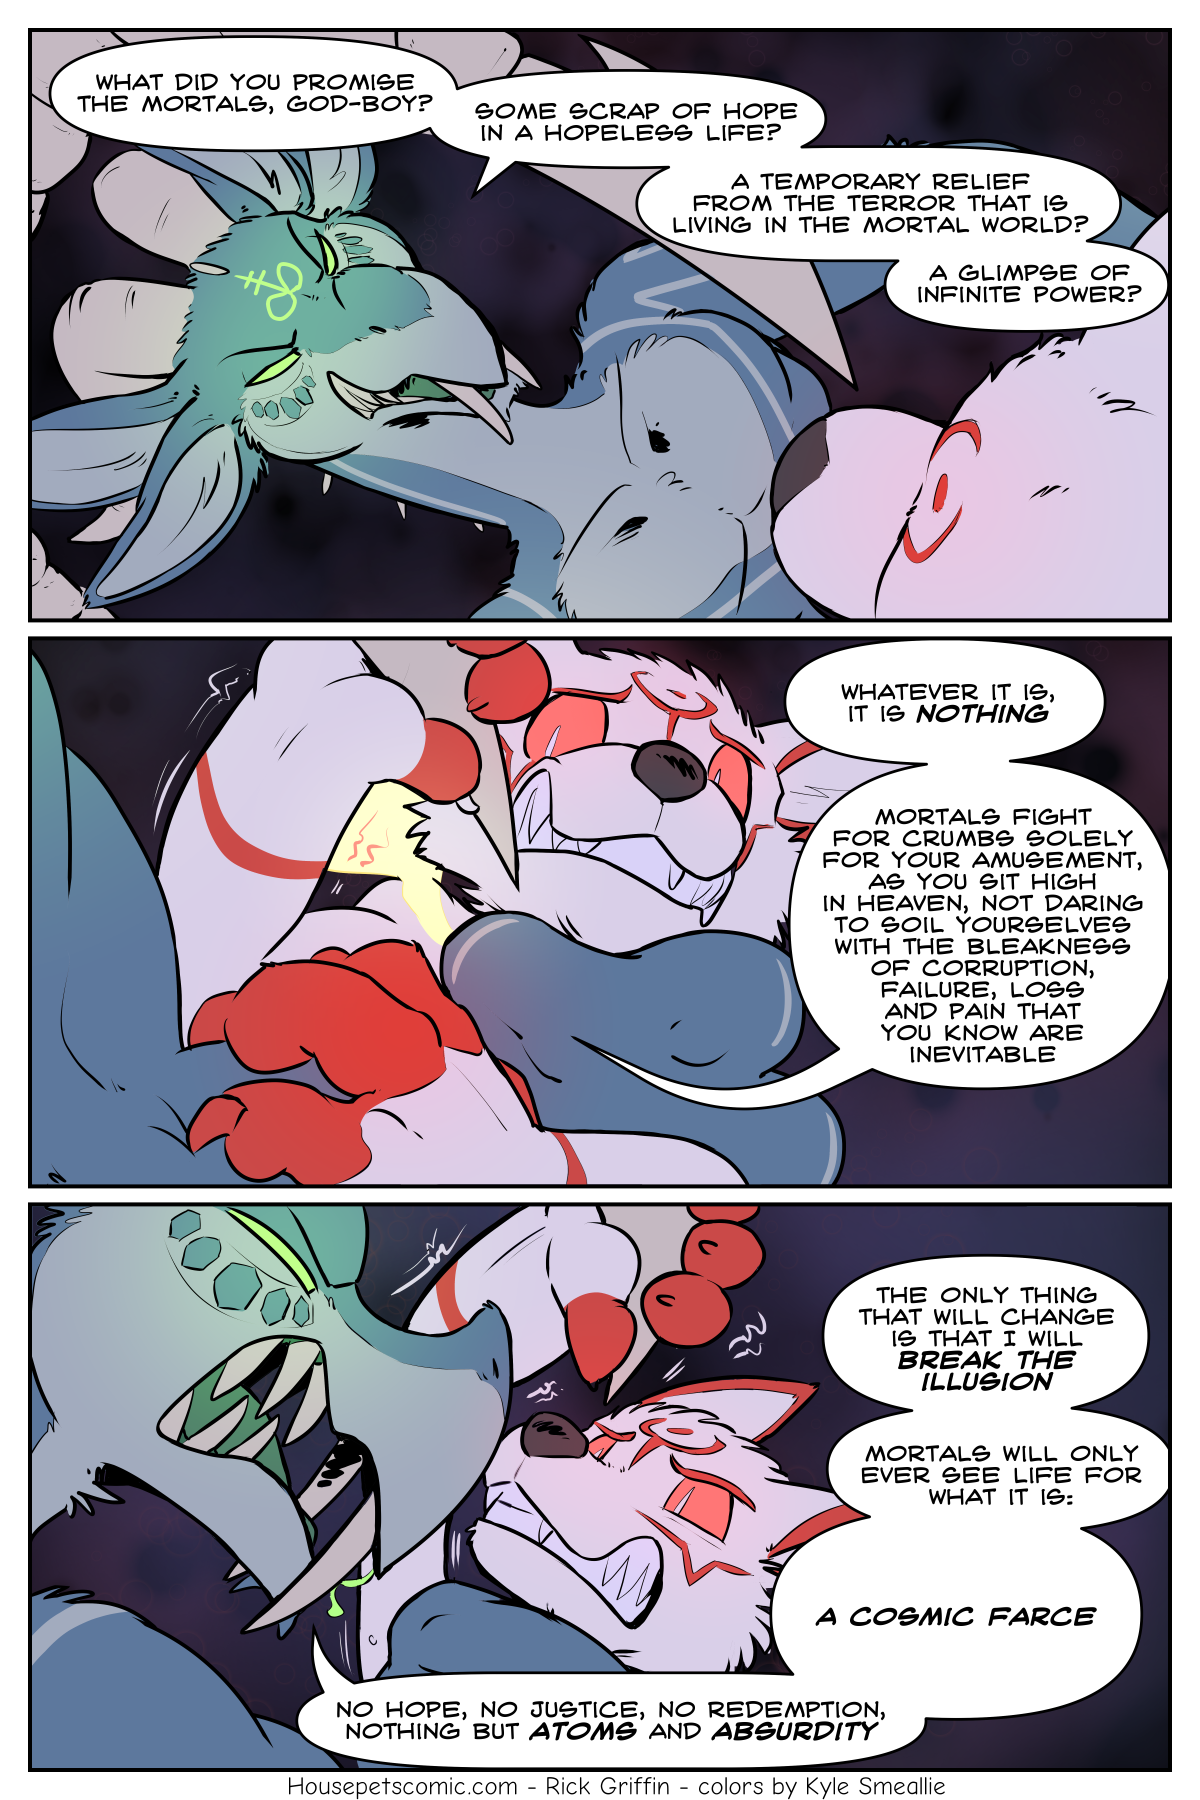 WHAT DID YOU PROMISE
THE MORTALS, GOD-BOY?
SOME SCRAP OF HOPE
IN A HOPELESS LIFE?
A TEMPORARY RELIEF
FROM THE TERROR THAT IS
LIVING IN THE MORTAL WORLD?
A GLIMPSE OF
INFINITE POWER?
WHATEVER IT IS,
IT IS NOTHING
MORTALS FIGHT
FOR CRUMBS SOLELY
FOR YOUR AMUSEMENT,
AS YOU SIT HIGH
IN HEAVEN, NOT DARING
TO SOIL YOURSELVES
WITH THE BLEAKNESS
OF CORRUPTION,
FAILURE, LOSS
AND PAIN THAT
YOU KNOW ARE
INEVITABLE
THE ONLY THING
THAT WILL CHANGE
IS THAT I WILL
BREAK THE
ILLUSION
MORTALS WILL ONLY
EVER SEE LIFE FOR
WHAT IT IS:
A COSMIC FARCE
NO HOPE, NO JUSTICE, NO REDEMPTION,
NOTHING BUT ATOMS AND ABSURDITY
Housepetscomic.com - Rick Griffin - colors by Kyle Smeallie